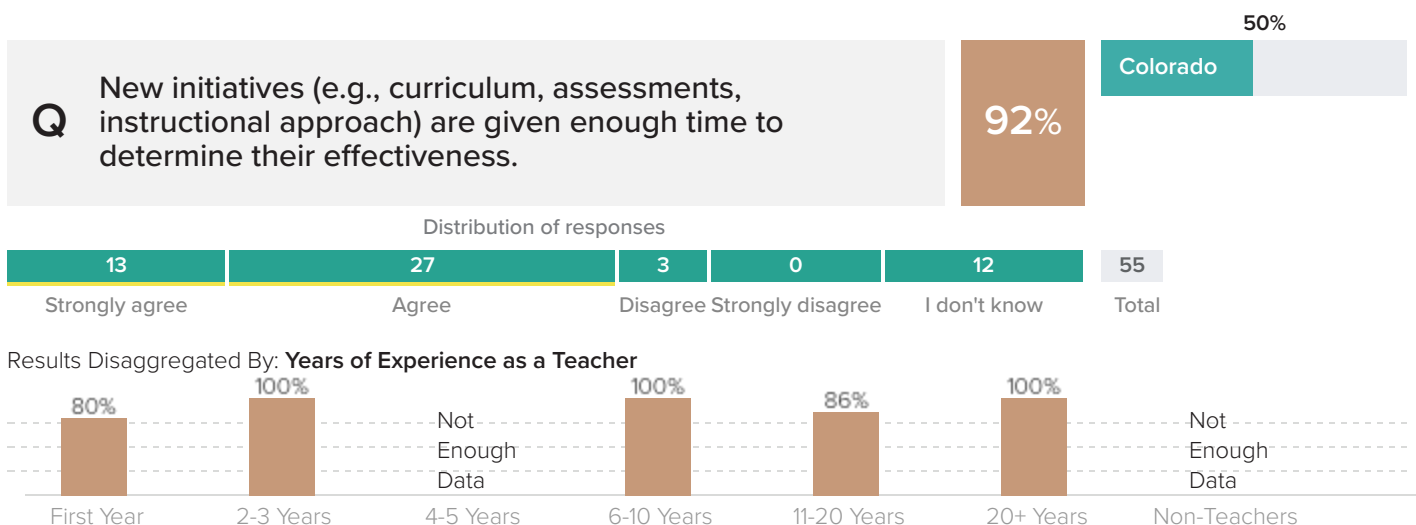 50%
Q
New initiatives (e.g., curriculum, assessments,
instructional approach) are given enough time to
determine their effectiveness.
92%
Colorado
Distribution of responses
13 27 3 0 12 55
Strongly agree Agree Disagree Strongly disagree I don't know Total
Results Disaggregated By: Years of Experience as a Teacher
80% 100% 100% 86% 100%
Not Not
Enough Enough
Data Data
First Year 2-3 Years 4-5 Years 6-10 Years 11-20 Years 20+ Years Non-Teachers